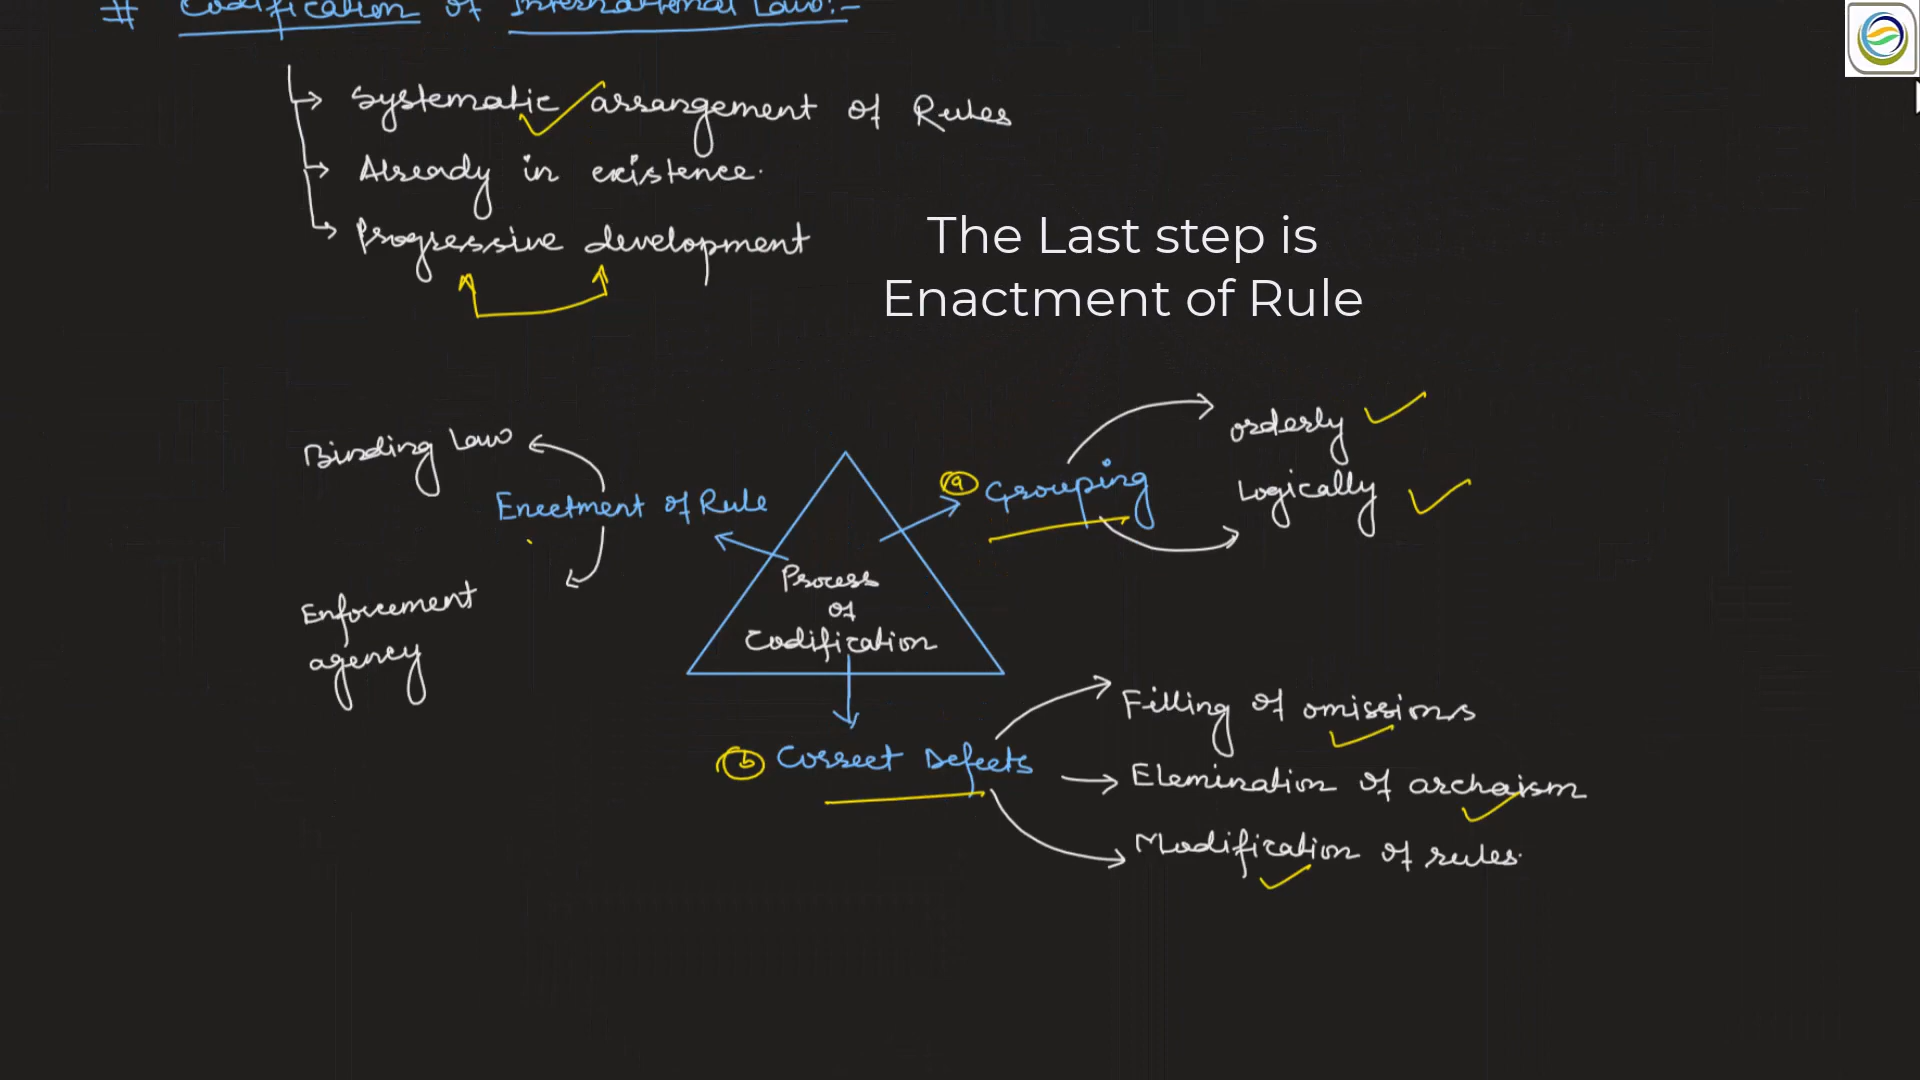 # Codification of International Law:-
Systematic arrangement of Rules
Already in existence.
Progressive development
The Last step is
Enactment of Rule
Binding Law
Enectment of Rule
Enforcement
agency
Process
of
Codification
a Grouping
orderly
Logically
b Correct Defects
Filling of omissions
Elemination of archaism
Modification of rules.